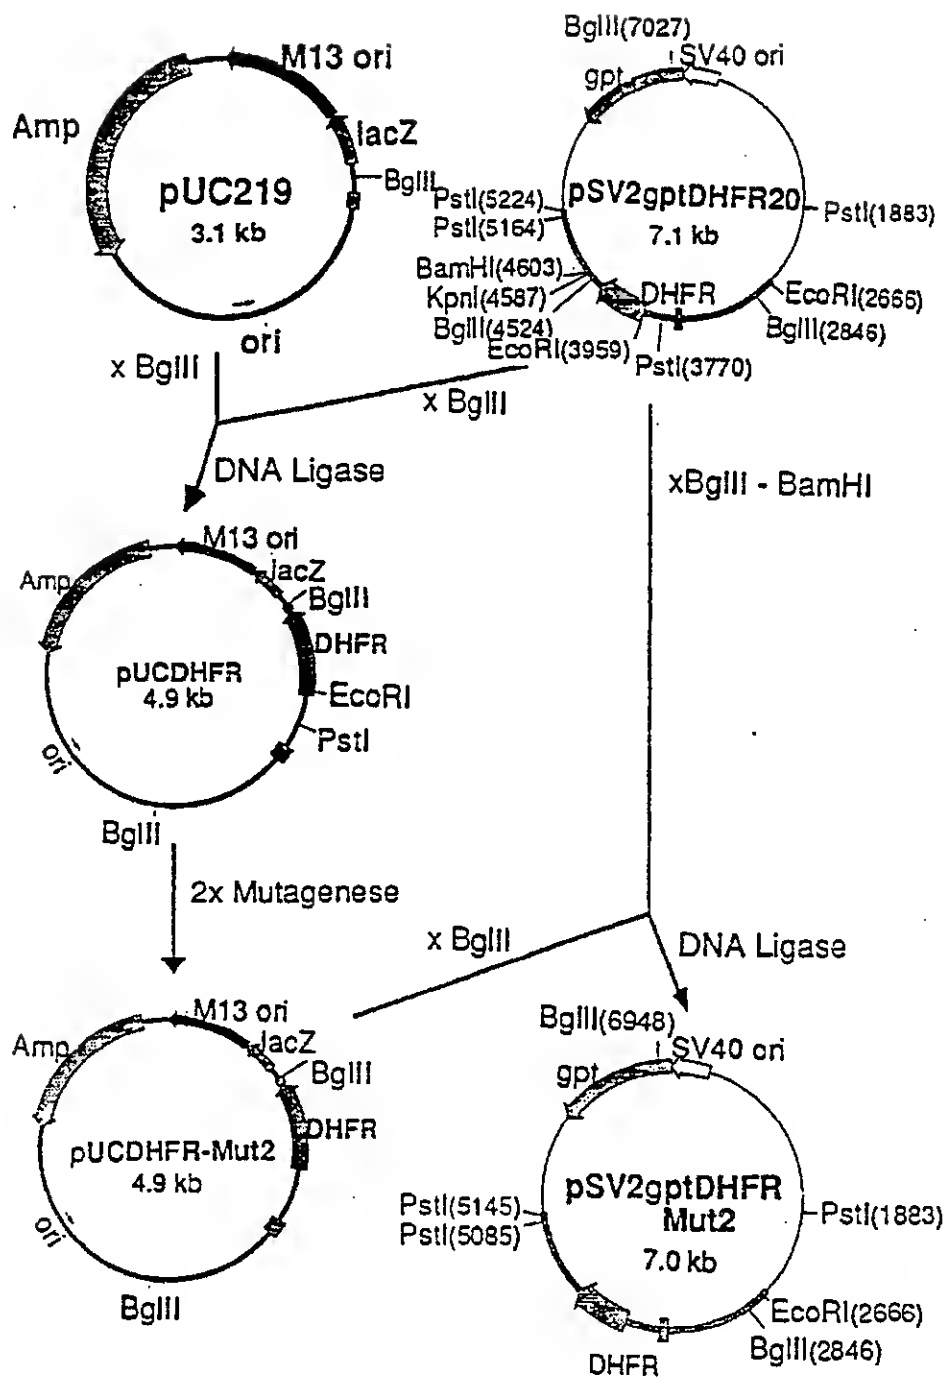 M13 ori
Amp
lacZ
BglII
pUC219
3.1 kb
ori
BglII(7027)
SV40 ori
gpt
pSV2gptDHFR20
7.1 kb
PstI(5224)
PstI(5164)
PstI(1883)
BamHI(4603)
KpnI(4587)
BglII(4524)
EcoRI(3959)
DHFR
PstI(3770)
EcoRI(2666)
BglII(2846)
x BglII
x BglII
DNA Ligase
xBglII - BamHI
M13 ori
Amp
lacZ
BglII
DHFR
pUCDHFR
4.9 kb
EcoRI
PstI
ori
BglII
2x Mutagenese
x BglII
DNA Ligase
M13 ori
Amp
lacZ
BglII
DHFR
pUCDHFR-Mut2
4.9 kb
ori
BglII
BglII(6948)
SV40 ori
gpt
pSV2gptDHFR
Mut2
7.0 kb
PstI(5145)
PstI(5085)
PstI(1883)
EcoRI(2666)
BglII(2846)
DHFR